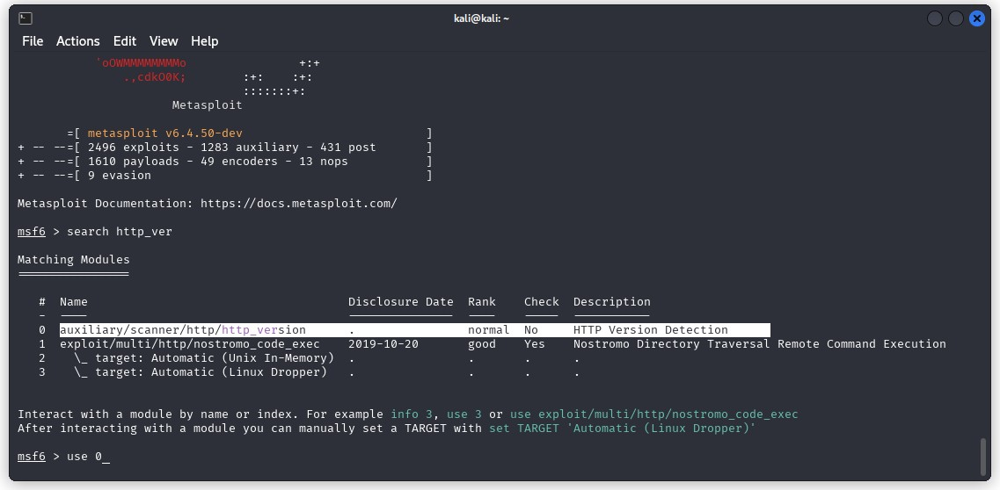 kali@kali: ~
File Actions Edit View Help
`oOWMMMMMMMMo +:+
.,cdkO0K; :+: :+:
:::::::+:
Metasploit
=[ metasploit v6.4.50-dev ]
+ -- --=[ 2496 exploits - 1283 auxiliary - 431 post ]
+ -- --=[ 1610 payloads - 49 encoders - 13 nops ]
+ -- --=[ 9 evasion ]
Metasploit Documentation: https://docs.metasploit.com/
msf6 > search http_ver
Matching Modules
================
# Name Disclosure Date Rank Check Description
- ---- --------------- ---- ----- -----------
0 auxiliary/scanner/http/http_version . normal No HTTP Version Detection
1 exploit/multi/http/nostromo_code_exec 2019-10-20 good Yes Nostromo Directory Traversal Remote Command Execution
2 \_ target: Automatic (Unix In-Memory) . . . .
3 \_ target: Automatic (Linux Dropper) . . . .
Interact with a module by name or index. For example info 3, use 3 or use exploit/multi/http/nostromo_code_exec
After interacting with a module you can manually set a TARGET with set TARGET 'Automatic (Linux Dropper)'
msf6 > use 0_